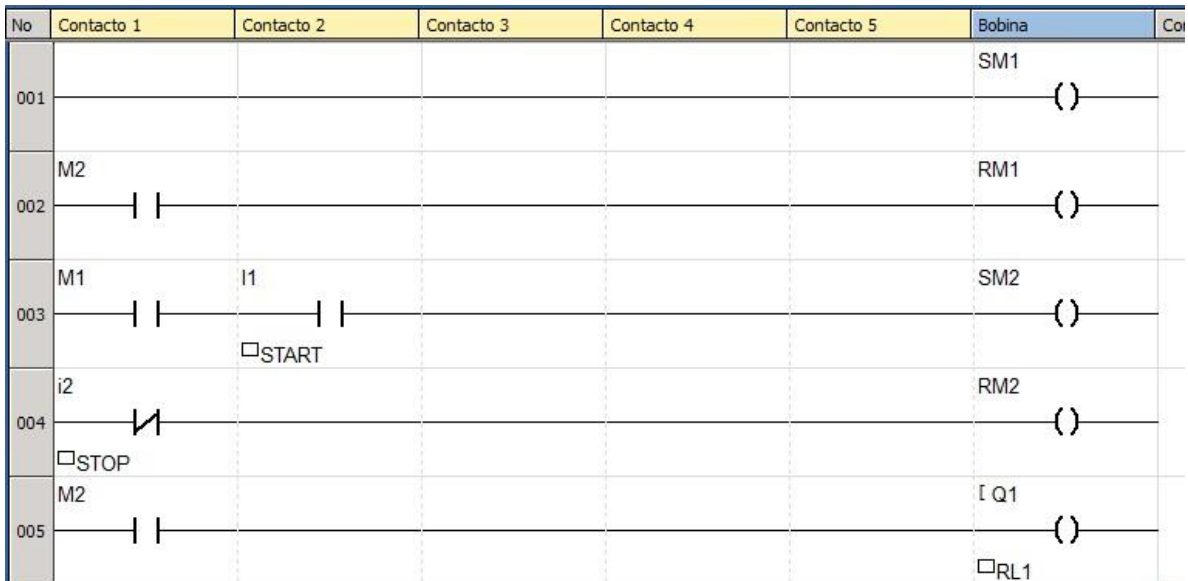 No Contacto 1 Contacto 2 Contacto 3 Contacto 4 Contacto 5 Bobina
SM1
001
M2 RM1
002
M1 I1 SM2
003
START
i2 RM2
004
STOP
M2 [ Q1
005
RL1